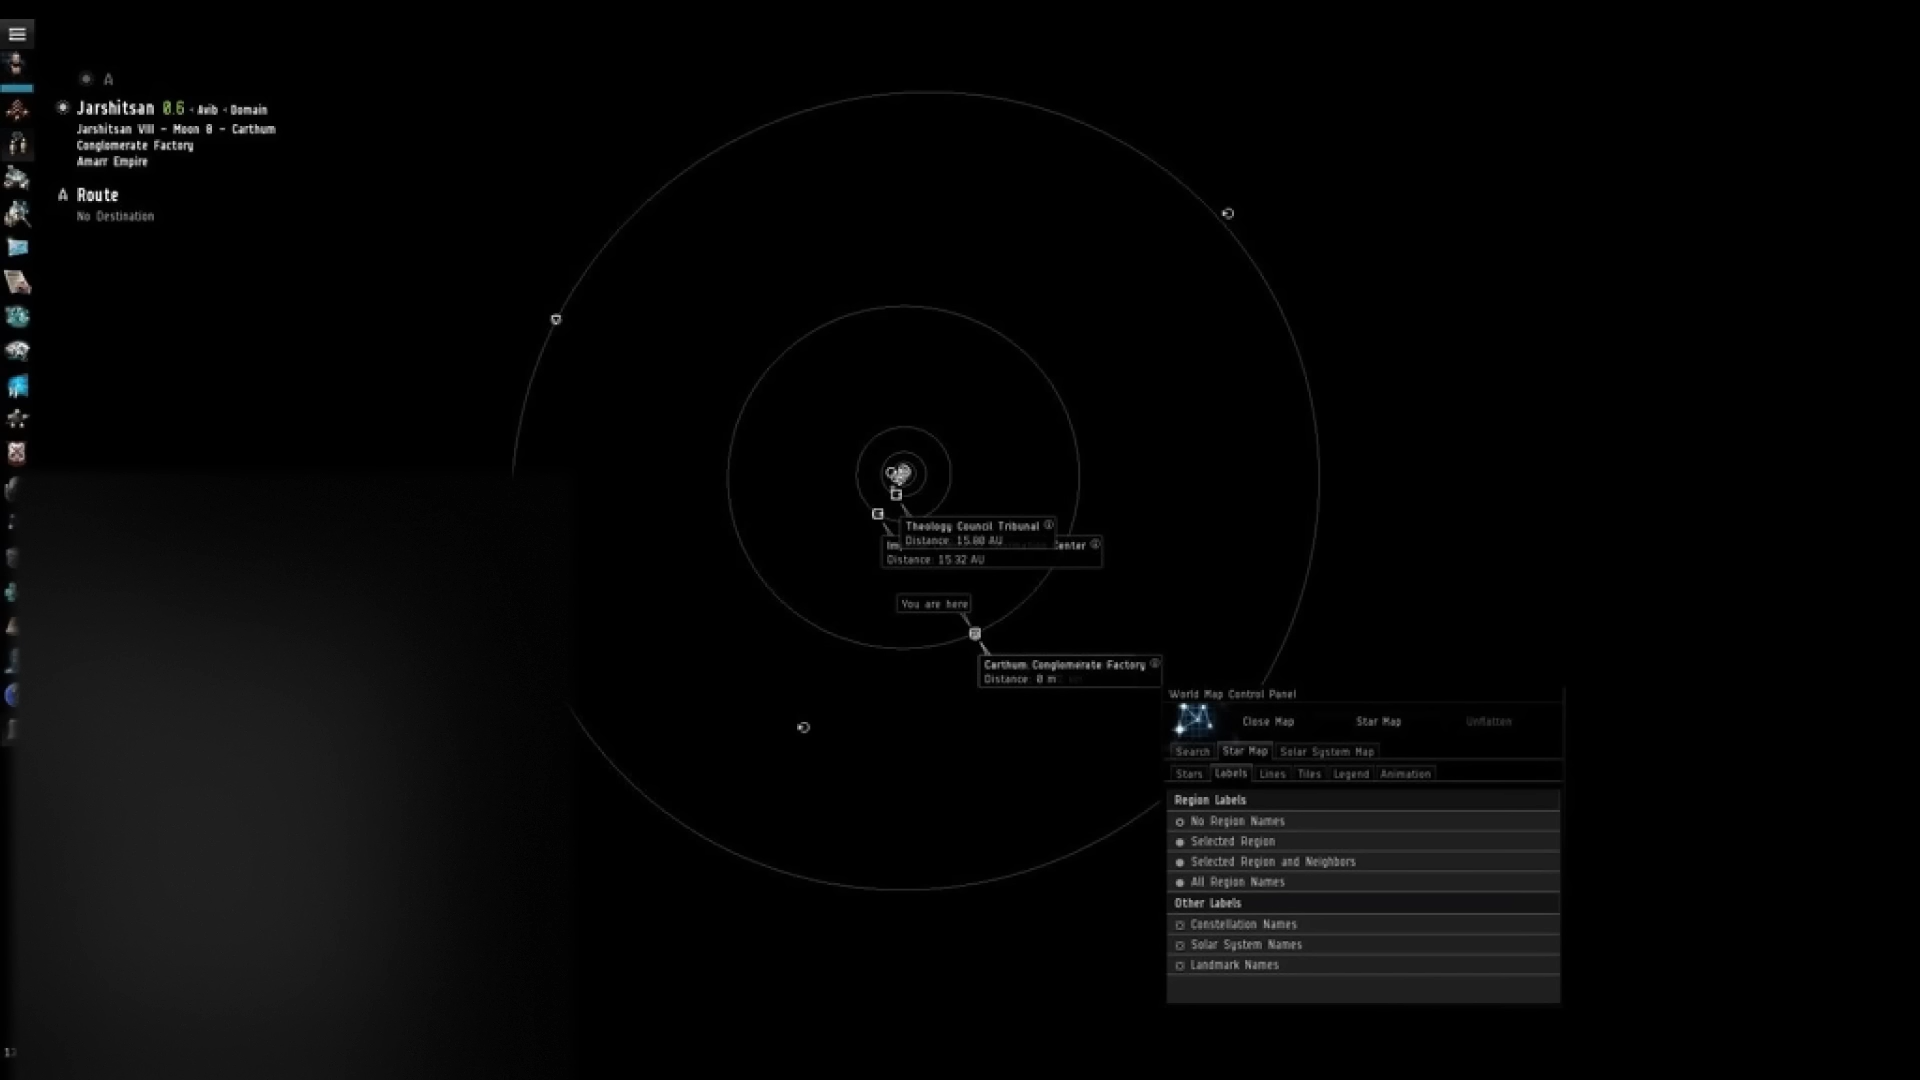 A
Jarshitsan 0.6 < Avib < Domain
Jarshitsan VIII - Moon 8 - Carthum
Conglomerate Factory
Amarr Empire
A Route
No Destination
Theology Council Tribunal
Distance: 15.80 AU
Center
Distance: 15.32 AU
You are here
Carthum Conglomerate Factory
Distance: 0 m
World Map Control Panel
Close Map Star Map Unflatten
Search Star Map Solar System Map
Stars Labels Lines Tiles Legend Animation
Region Labels
No Region Names
Selected Region
Selected Region and Neighbors
All Region Names
Other Labels
Constellation Names
Solar System Names
Landmark Names